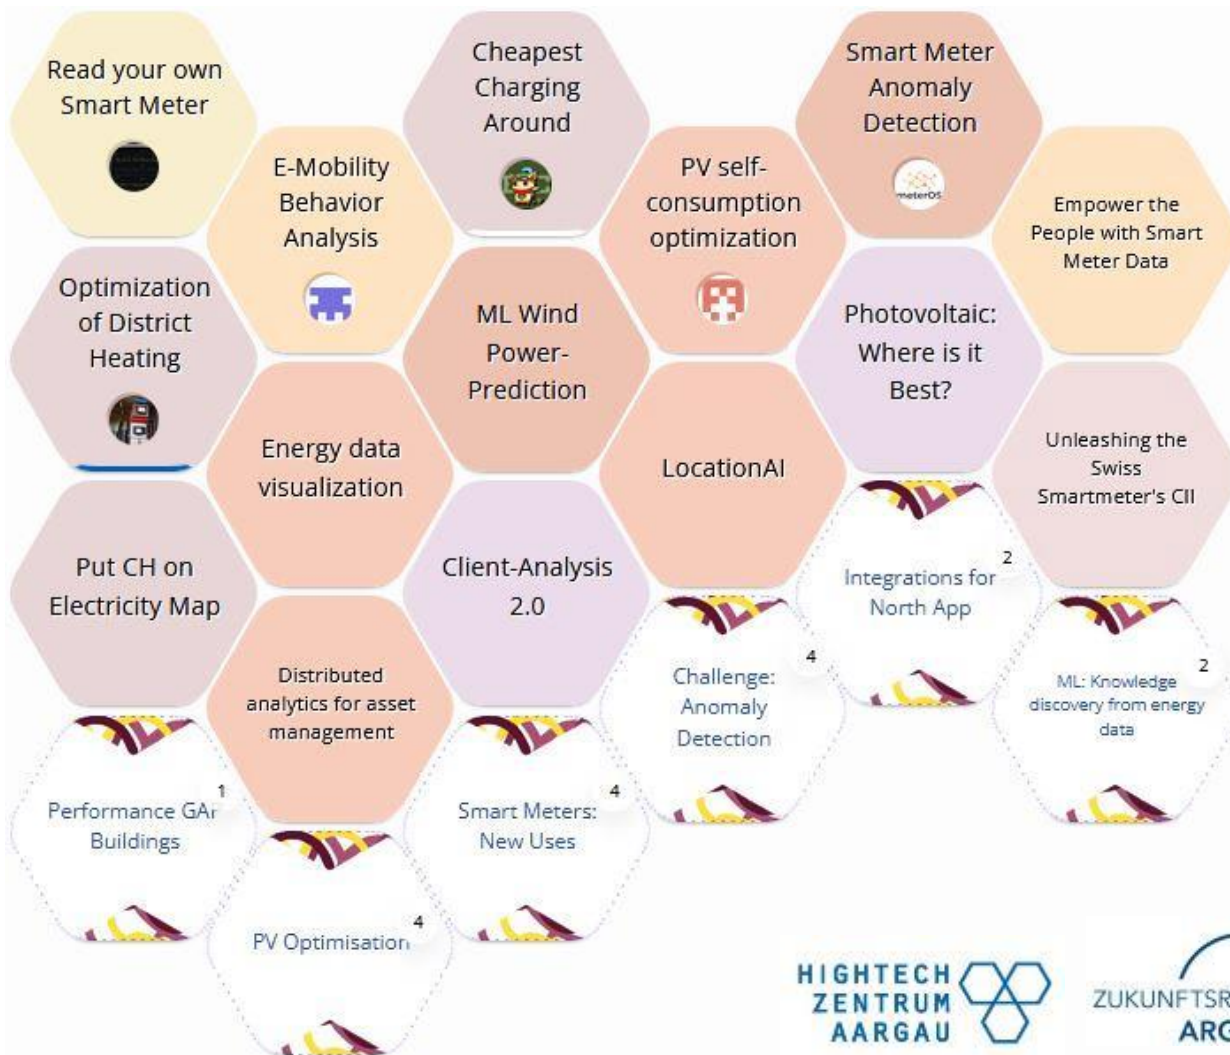 Read your own
Smart Meter
Cheapest
Charging
Around
Smart Meter
Anomaly
Detection
meterOS
E-Mobility
Behavior
Analysis
PV self-
consumption
optimization
Empower the
People with Smart
Meter Data
Optimization
of District
Heating
ML Wind
Power-
Prediction
Photovoltaic:
Where is it
Best?
Energy data
visualization
LocationAI
Unleashing the
Swiss
Smartmeter's CII
Put CH on
Electricity Map
Client-Analysis
2.0
2
Integrations for
North App
Distributed
analytics for asset
management
4
Challenge:
Anomaly
Detection
2
ML: Knowledge
discovery from energy
data
1
Performance GAP
Buildings
4
Smart Meters:
New Uses
4
PV Optimisation
HIGHTECH
ZENTRUM
AARGAU
ZUKUNFTSR
ARG